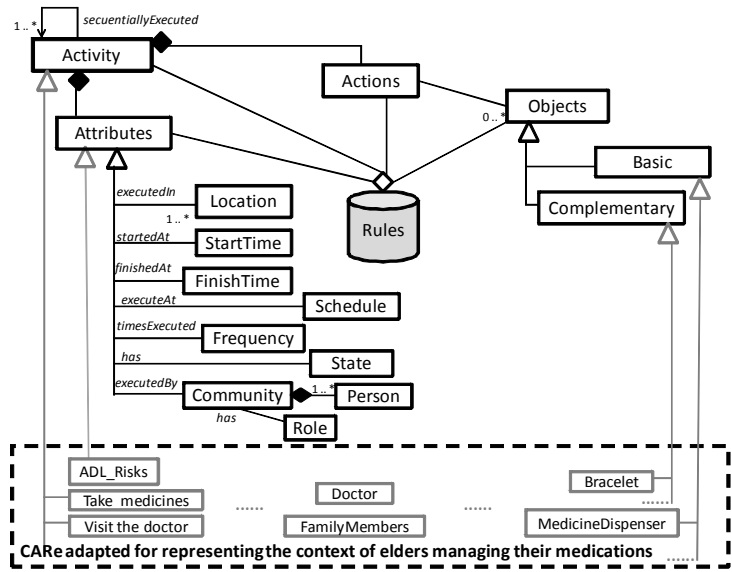 secuentiallyExecuted
1.. *
Activity
Actions
Objects
0.. *
Attributes
Basic
executedIn
Location
1.. *
Complementary
Rules
startedAt
StartTime
finishedAt
FinishTime
executeAt
Schedule
timesExecuted
Frequency
has
State
executedBy
Community
1.. *
Person
has
Role
ADL_Risks
Bracelet
Take medicines
......
Doctor
......
Visit the doctor
FamilyMembers
......
MedicineDispenser
CARe adapted for representing the context of elders managing their medications
......